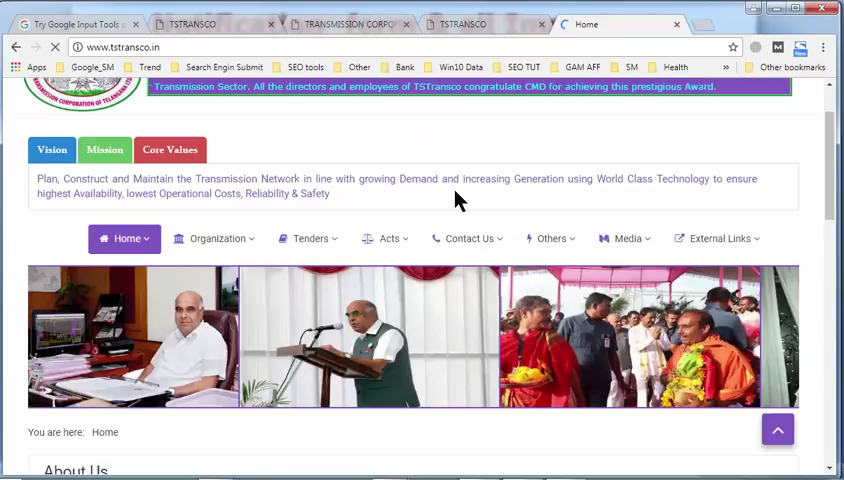 Try Google Input Tools o
TSTRANSCO
TRANSMISSION CORPO
TSTRANSCO
Home
www.tstransco.in
Apps
Google_SM
Trend
Search Engin Submit
SEO tools
Other
Bank
Win10 Data
SEO TUT
GAM AFF
SM
Health
»
Other bookmarks
Transmission Sector. All the directors and employees of TSTransco congratulate CMD for achieving this prestigious Award.
Vision
Mission
Core Values
Plan, Construct and Maintain the Transmission Network in line with growing Demand and increasing Generation using World Class Technology to ensure
highest Availability, lowest Operational Costs, Reliability & Safety
Home
Organization
Tenders
Acts
Contact Us
Others
Media
External Links
You are here: Home
About Us